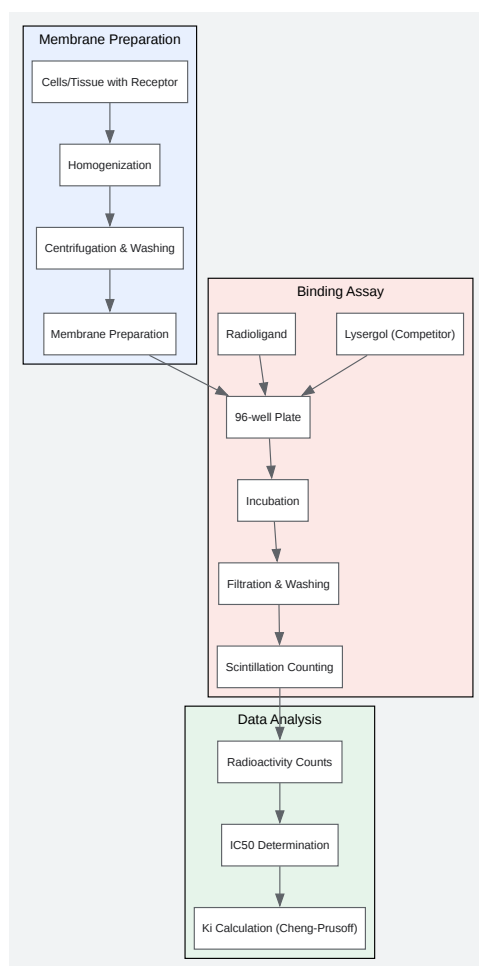 Membrane Preparation
Cells/Tissue with Receptor
Homogenization
Centrifugation & Washing
Membrane Preparation
Binding Assay
Radioligand
Lysergol (Competitor)
96-well Plate
Incubation
Filtration & Washing
Scintillation Counting
Data Analysis
Radioactivity Counts
IC50 Determination
Ki Calculation (Cheng-Prusoff)